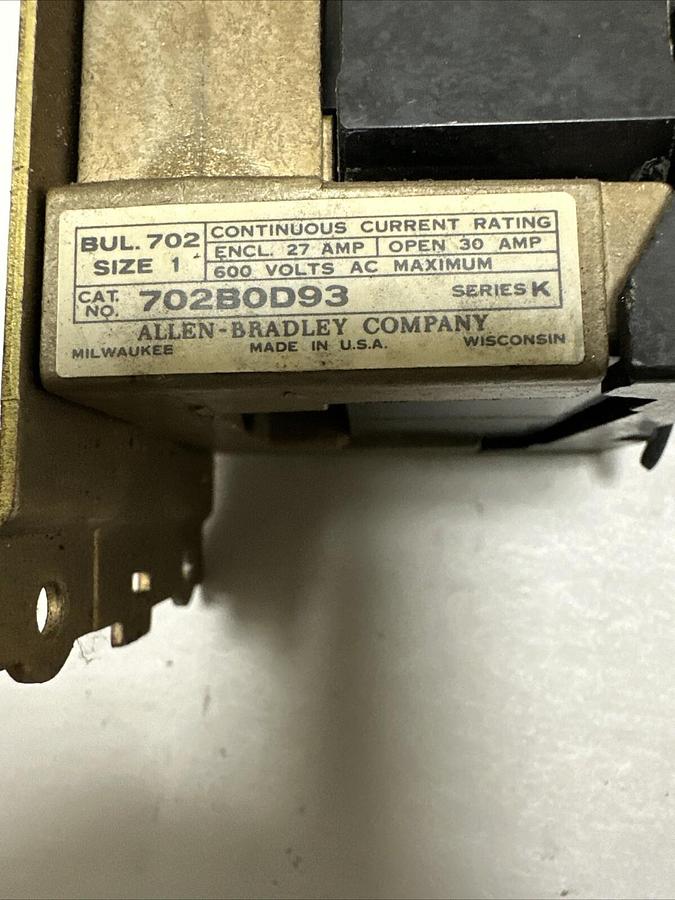 BUL. 702
SIZE 1
CONTINUOUS CURRENT RATING
ENCL. 27 AMP | OPEN 30 AMP
600 VOLTS AC MAXIMUM
CAT. NO. 702BOD93 SERIES K
ALLEN-BRADLEY COMPANY
MILWAUKEE MADE IN U.S.A. WISCONSIN